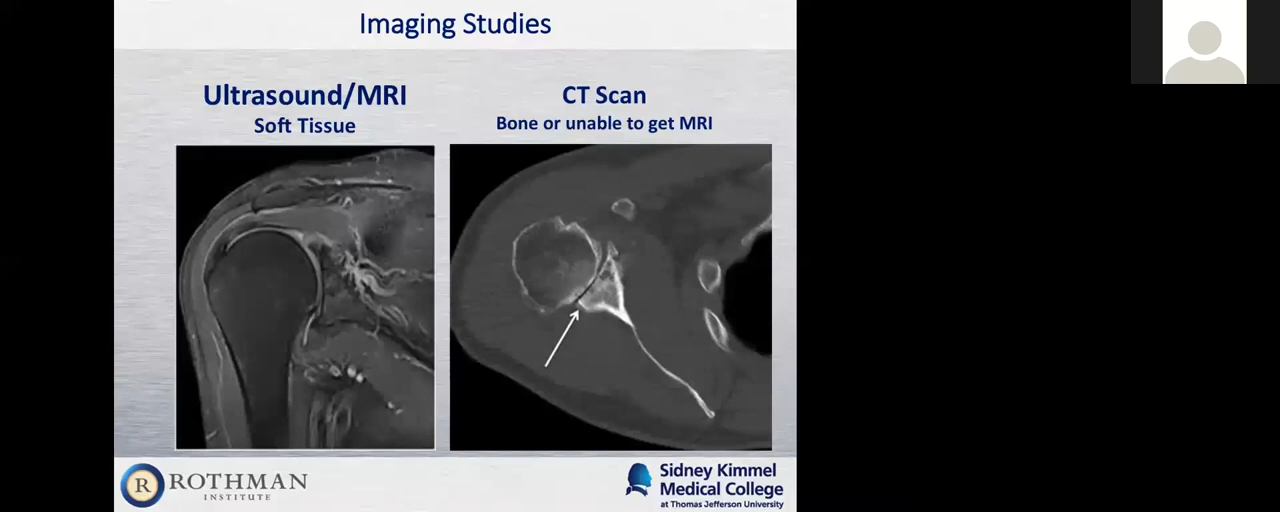 Imaging Studies
Ultrasound/MRI
Soft Tissue
CT Scan
Bone or unable to get MRI
R ROTHMAN
INSTITUTE
Sidney Kimmel
Medical College
at Thomas Jefferson University